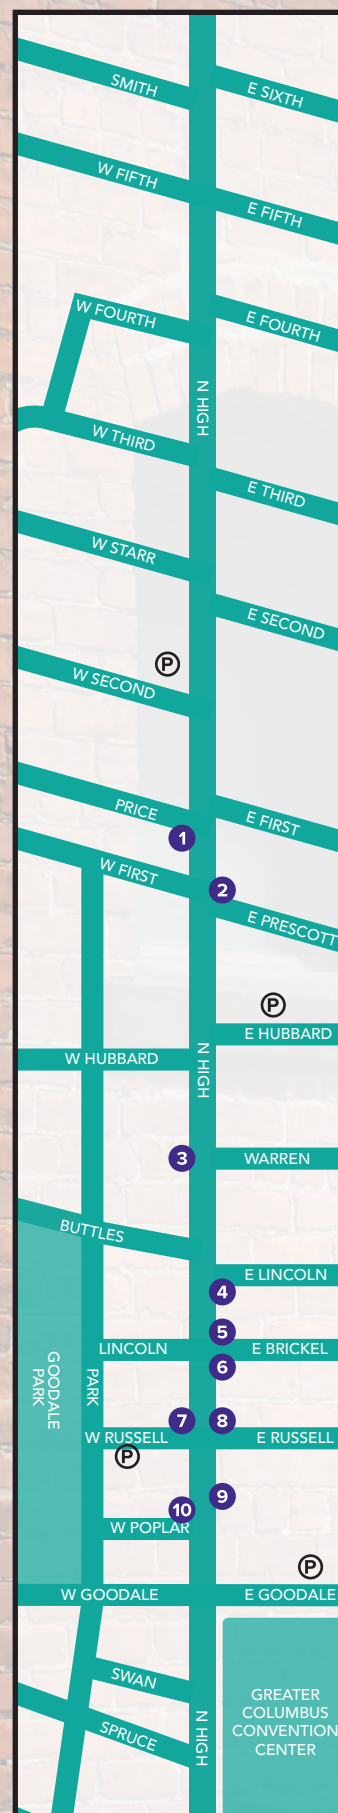 SMITH
E SIXTH
W FIFTH
E FIFTH
W FOURTH
E FOURTH
N HIGH
W THIRD
E THIRD
W STARR
E SECOND
P
W SECOND
PRICE
E FIRST
1
W FIRST
2
E PRESCOTT
P
E HUBBARD
W HUBBARD
N HIGH
3
WARREN
BUTTLES
E LINCOLN
4
5
LINCOLN
E BRICKEL
6
GOODALE
PARK
PARK
7
8
W RUSSELL
E RUSSELL
P
9
10
W POPLAR
P
W GOODALE
E GOODALE
SWAN
GREATER
COLUMBUS
CONVENTION
CENTER
SPRUCE
N HIGH